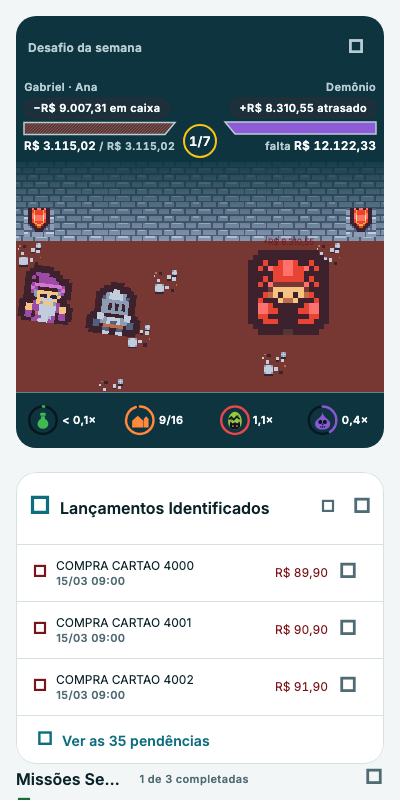 Desafio da semana
Gabriel · Ana
Demônio
−R$ 9.007,31 em caixa
+R$ 8.310,55 atrasado
R$ 3.115,02 / R$ 3.115,02
1/7
falta R$ 12.122,33
< 0,1×
9/16
1,1×
0,4×
Lançamentos Identificados
COMPRA CARTAO 4000
15/03 09:00
R$ 89,90
COMPRA CARTAO 4001
15/03 09:00
R$ 90,90
COMPRA CARTAO 4002
15/03 09:00
R$ 91,90
Ver as 35 pendências
Missões Se...
1 de 3 completadas